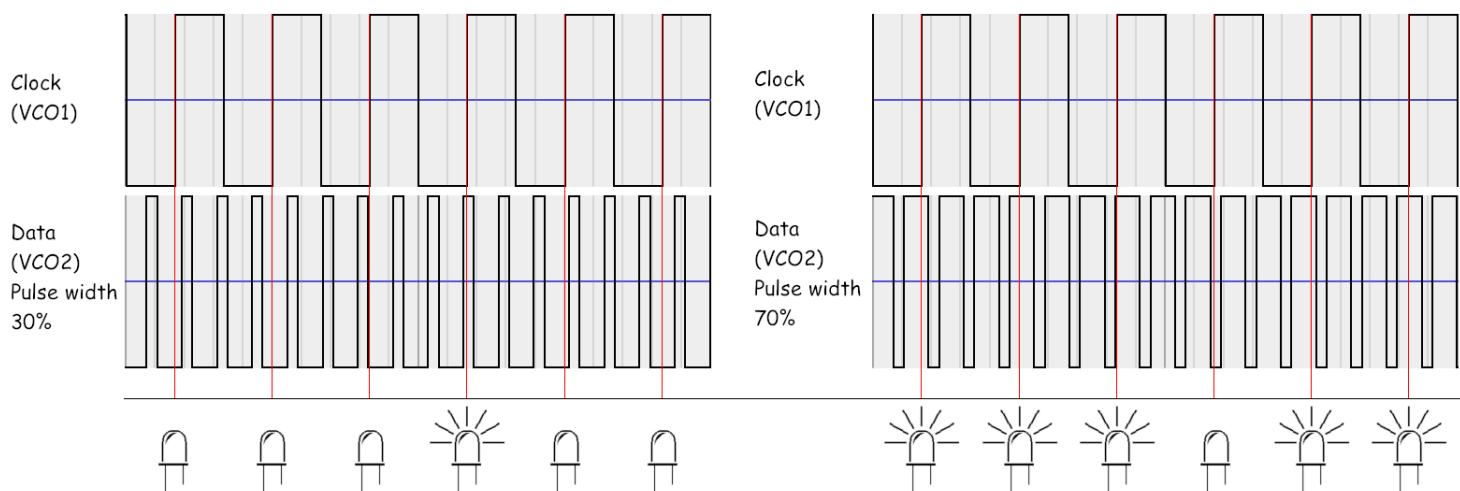 Clock
(VCO1)
Data
(VCO2)
Pulse width
30%
Clock
(VCO1)
Data
(VCO2)
Pulse width
70%